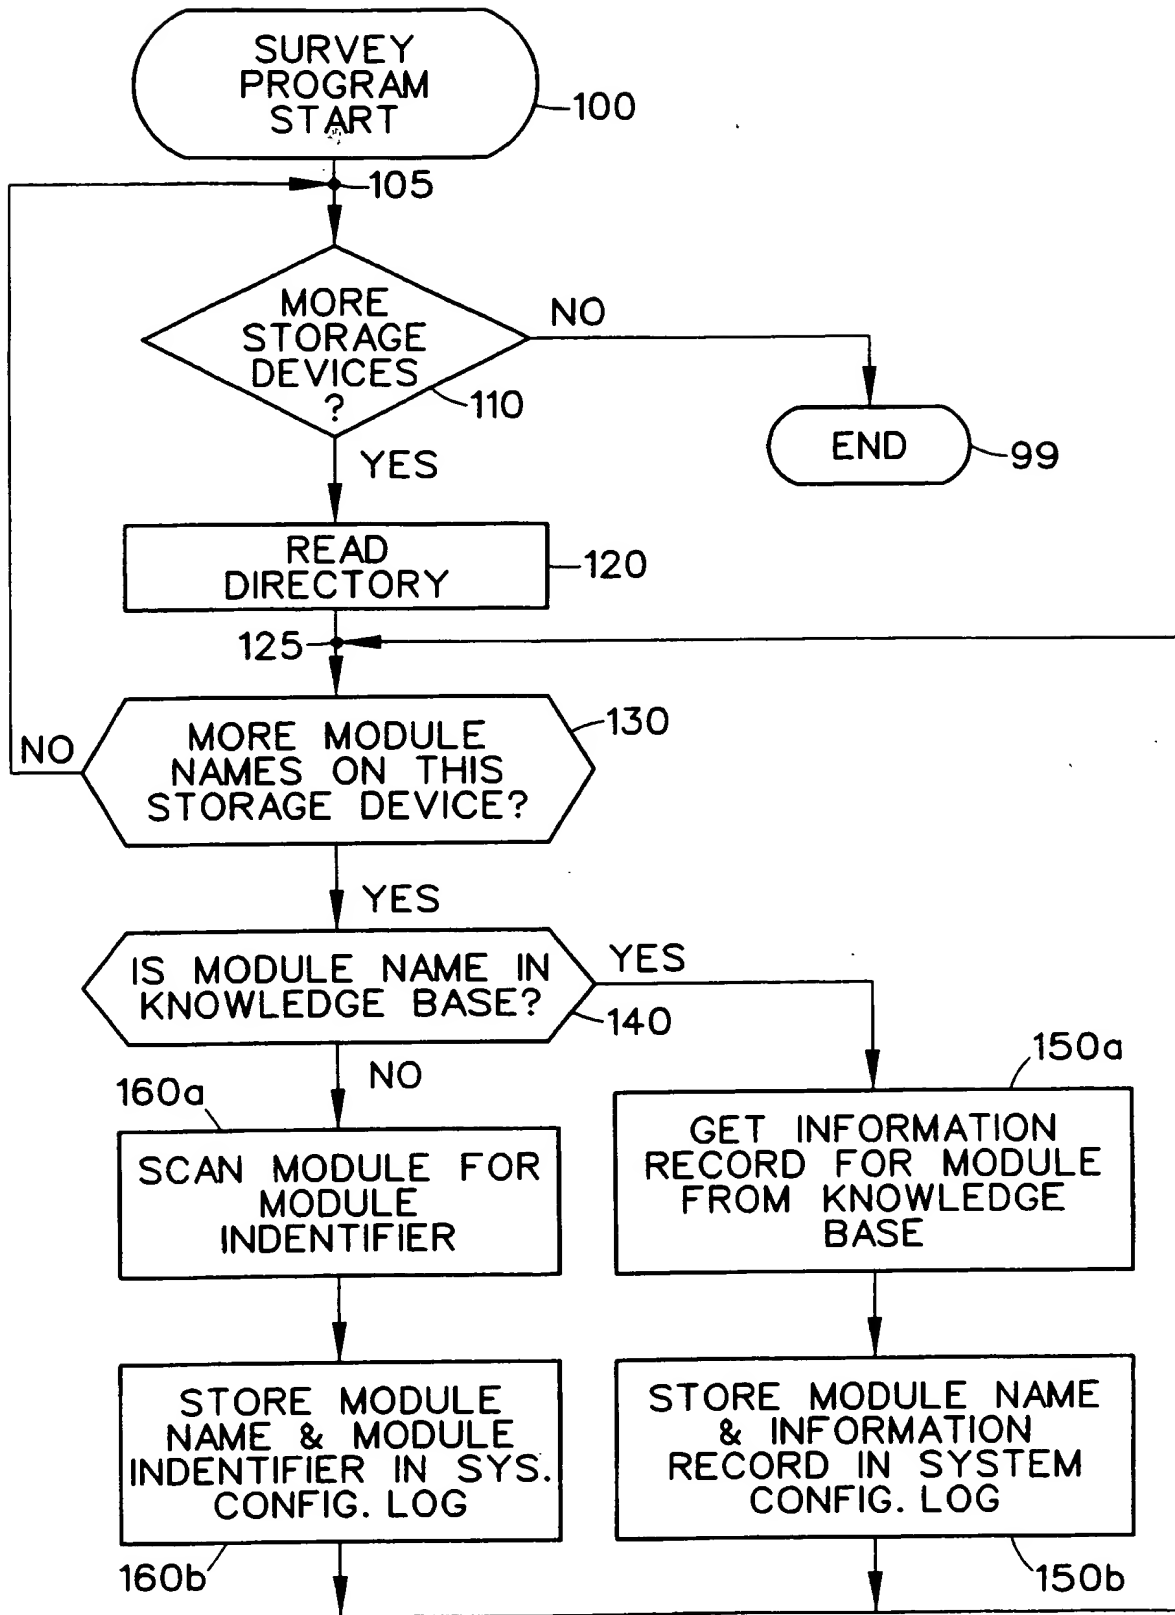 SURVEY
PROGRAM
START
100
105
MORE
STORAGE
DEVICES
?
110
NO
END
99
YES
READ
DIRECTORY
120
125
MORE MODULE
NAMES ON THIS
STORAGE DEVICE?
130
NO
YES
IS MODULE NAME IN
KNOWLEDGE BASE?
140
YES
NO
160a
SCAN MODULE FOR
MODULE
INDENTIFIER
150a
GET INFORMATION
RECORD FOR MODULE
FROM KNOWLEDGE
BASE
STORE MODULE
NAME & MODULE
INDENTIFIER IN SYS.
CONFIG. LOG
160b
STORE MODULE NAME
& INFORMATION
RECORD IN SYSTEM
CONFIG. LOG
150b